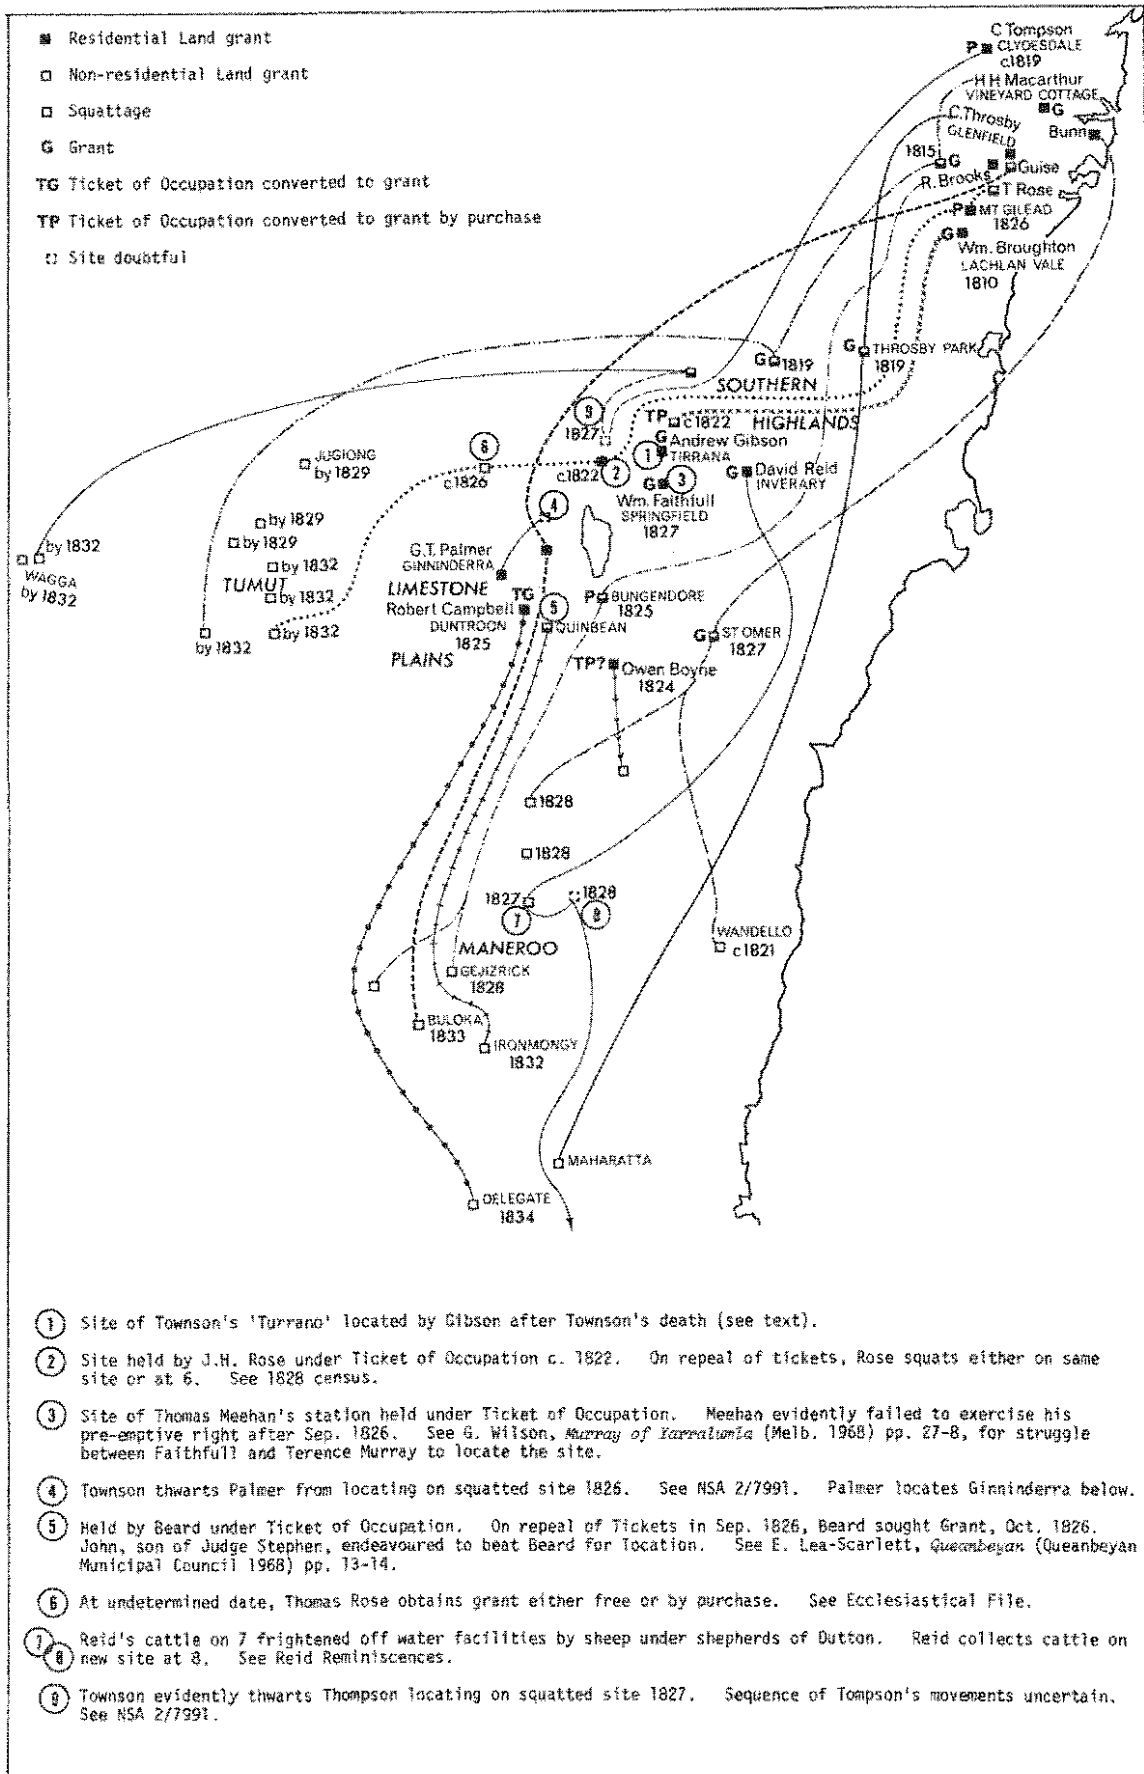 Residential Land grant
Non-residential Land grant
Squattage
G Grant
TG Ticket of Occupation converted to grant
TP Ticket of Occupation converted to grant by purchase
Site doubtful
C Tompson
P CLYDESDALE
c1819
H H Macarthur
VINEYARD COTTAGE
G
C. Throsby
GLENFIELD
Bunn
1815 G
R. Brooks
Guise
T Rose
P MT GILEAD
1826
G
Wm. Broughton
LACHLAN VALE
1810
G THROSBY PARK
1819
G 1819
SOUTHERN
HIGHLANDS
TP c1822
9
1827
G
Andrew Gibson
1 TIRRANA
c.1822 2
G 3
Wm. Faithfull
SPRINGFIELD
1827
G David Reid
INVERARY
6
c1826
JUGIONG
by 1829
by 1829
by 1829
by 1832
by 1832
by 1832
by 1832
TUMUT
by 1832
WAGGA
by 1832
4
G.T. Palmer
GINNINDERRA
LIMESTONE
TG
Robert Campbell
DUNTROON
1825
PLAINS
5
QUINBEAN
P BUNGENDORE
1825
G ST OMER
1827
TP? Owen Boyne
1824
1828
1828
1827
7
1828
8
MANEROO
WANDELLO
c1821
GEJIZRICK
1828
BULOKA
1833
IRONMONGY
1832
MAHARATTA
DELEGATE
1834
1 Site of Townson's 'Turrano' located by Gibson after Townson's death (see text).
2 Site held by J.H. Rose under Ticket of Occupation c. 1822. On repeal of tickets, Rose squats either on same
site or at 6. See 1828 census.
3 Site of Thomas Meehan's station held under Ticket of Occupation. Meehan evidently failed to exercise his
pre-emptive right after Sep. 1826. See G. Wilson, Murray of Yarralumla (Melb. 1968) pp. 27-8, for struggle
between Faithfull and Terence Murray to locate the site.
4 Townson thwarts Palmer from locating on squatted site 1826. See NSA 2/7991. Palmer locates Ginninderra below.
5 Held by Beard under Ticket of Occupation. On repeal of Tickets in Sep. 1826, Beard sought Grant, Oct. 1826.
John, son of Judge Stephen, endeavoured to beat Beard for location. See E. Lea-Scarlett, Queanbeyan (Queanbeyan
Municipal Council 1968) pp. 13-14.
6 At undetermined date, Thomas Rose obtains grant either free or by purchase. See Ecclesiastical File.
7 Reid's cattle on 7 frightened off water facilities by sheep under shepherds of Dutton. Reid collects cattle on
8 new site at 8. See Reid Reminiscences.
9 Townson evidently thwarts Thompson locating on squatted site 1827. Sequence of Tompson's movements uncertain.
See NSA 2/7991.